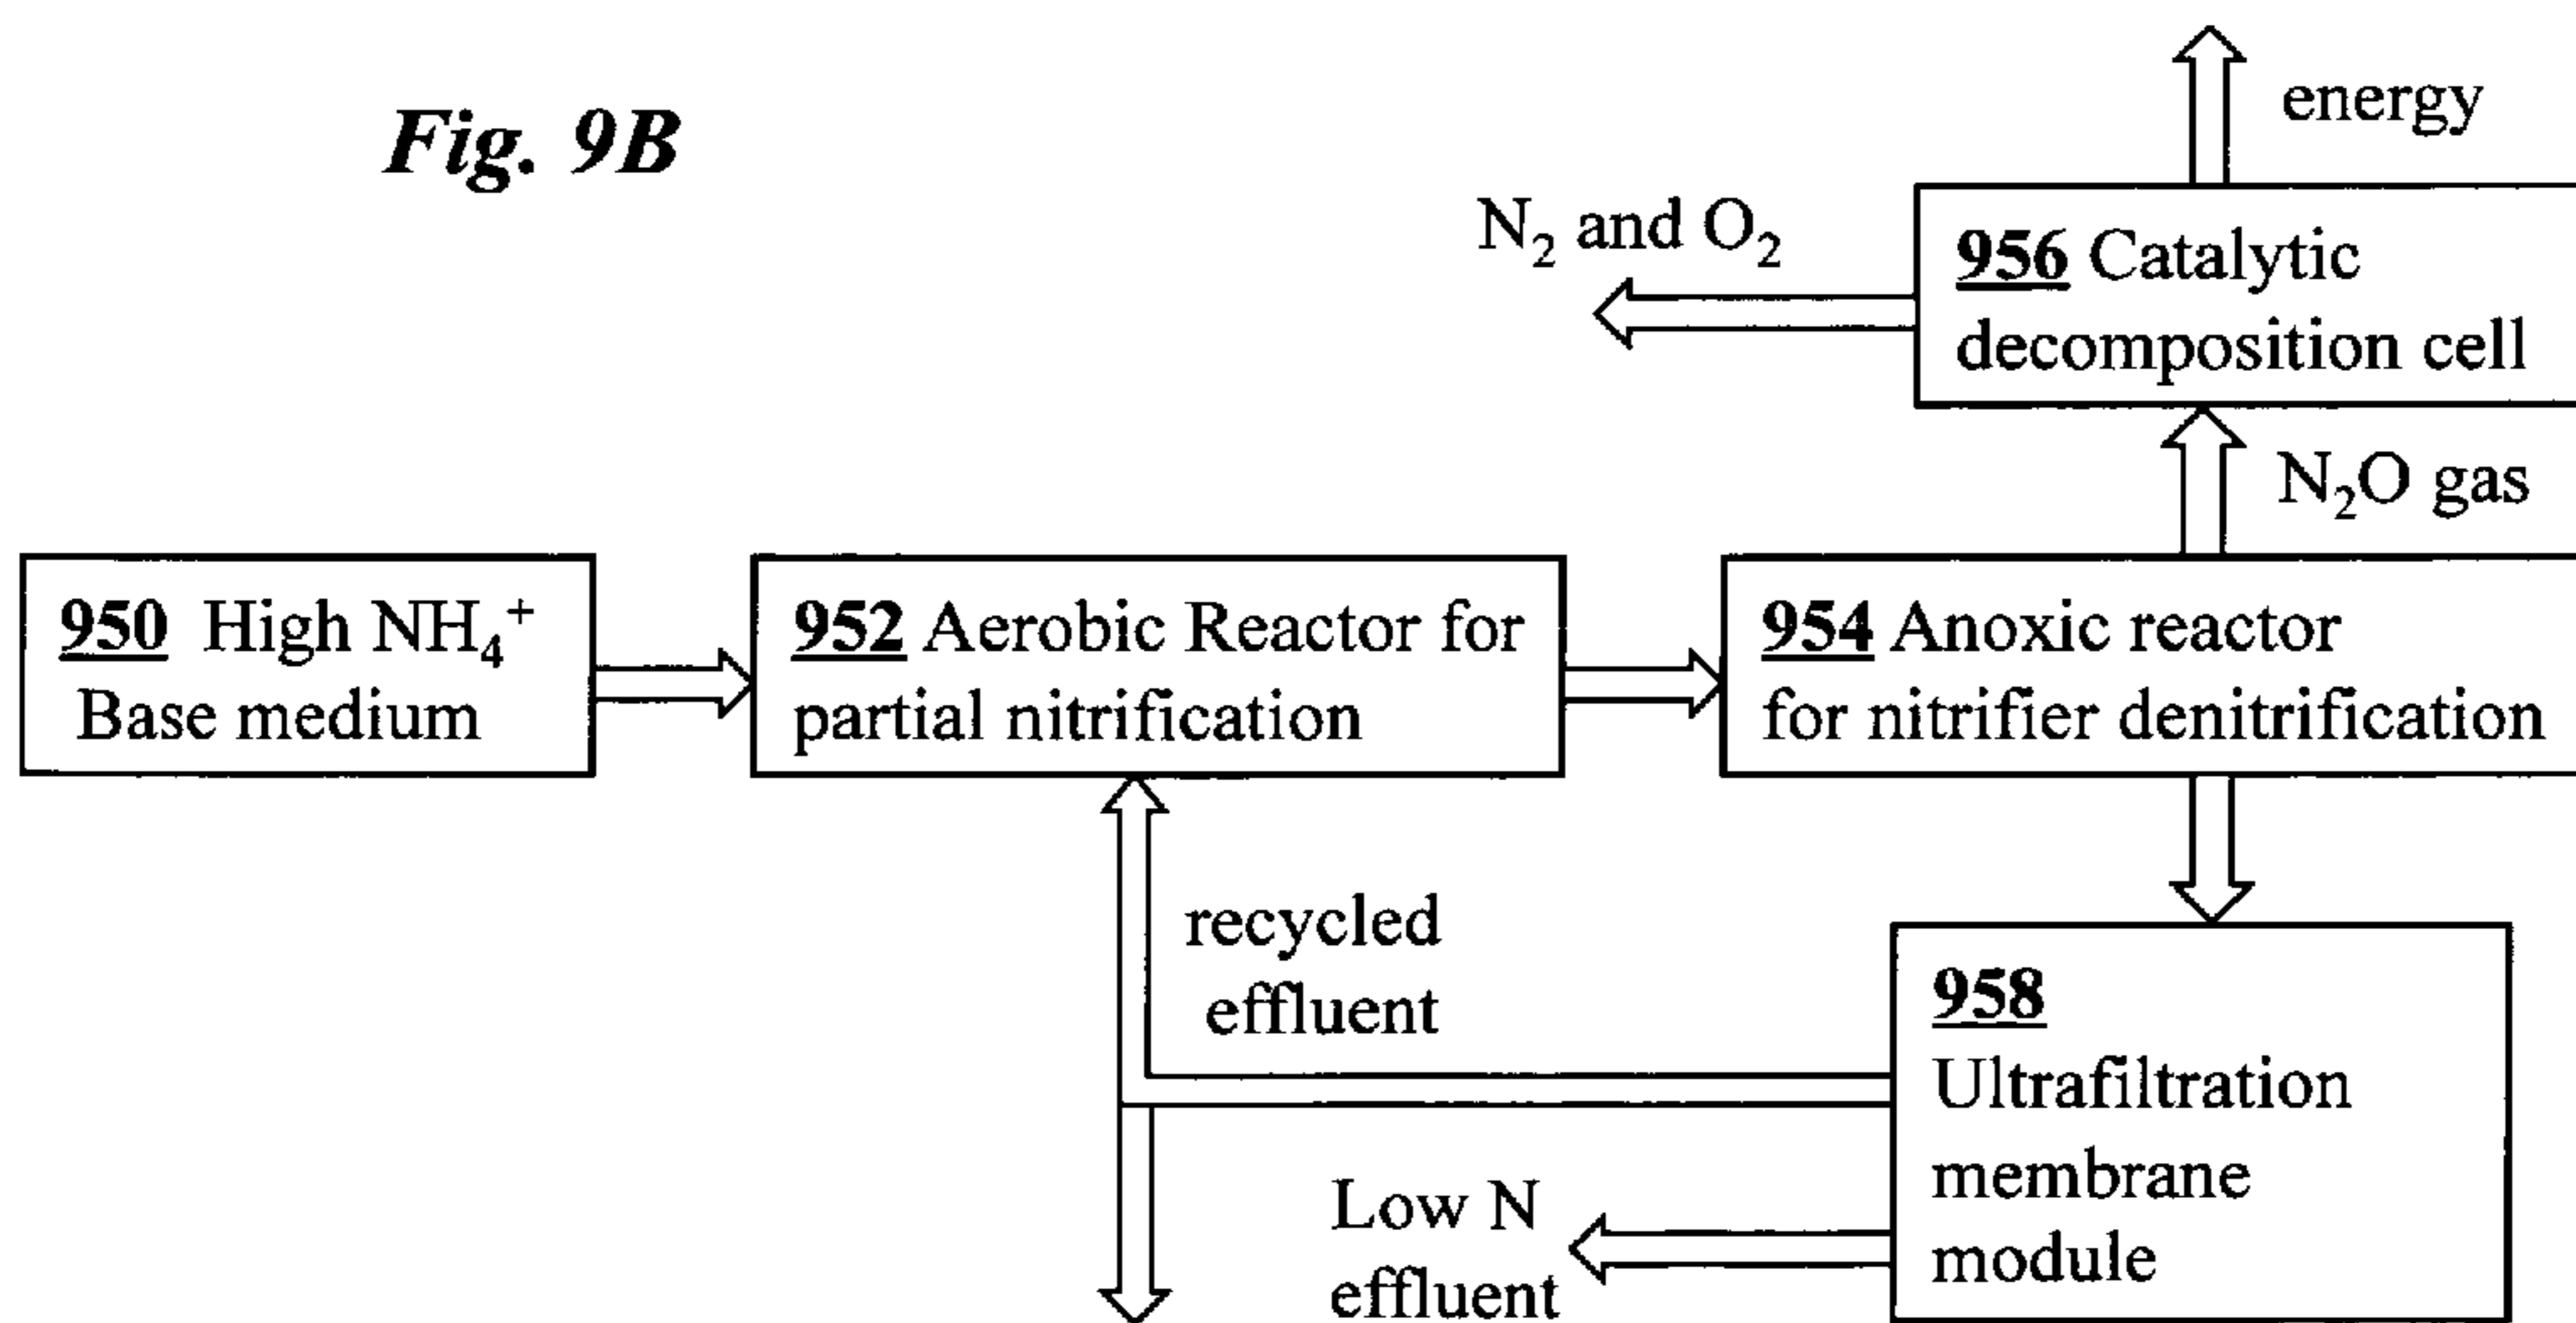 Fig. 9B
energy
N₂ and O₂
956 Catalytic
decomposition cell
N₂O gas
950 High NH₄⁺
Base medium
952 Aerobic Reactor for
partial nitrification
954 Anoxic reactor
for nitrifier denitrification
recycled
effluent
958
Ultrafiltration
membrane
module
Low N
effluent